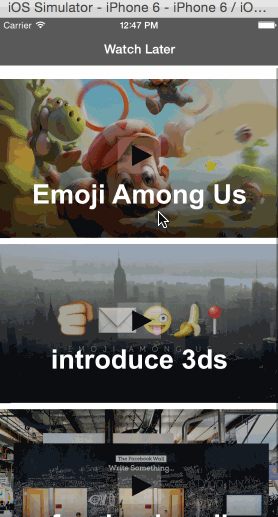 iOS Simulator - iPhone 6 - iPhone 6 / iO...
Carrier 12:47 PM
Watch Later
Emoji Among Us
EMOJI AMONG US
introduce 3ds
The Facebook Wall
Write Something...